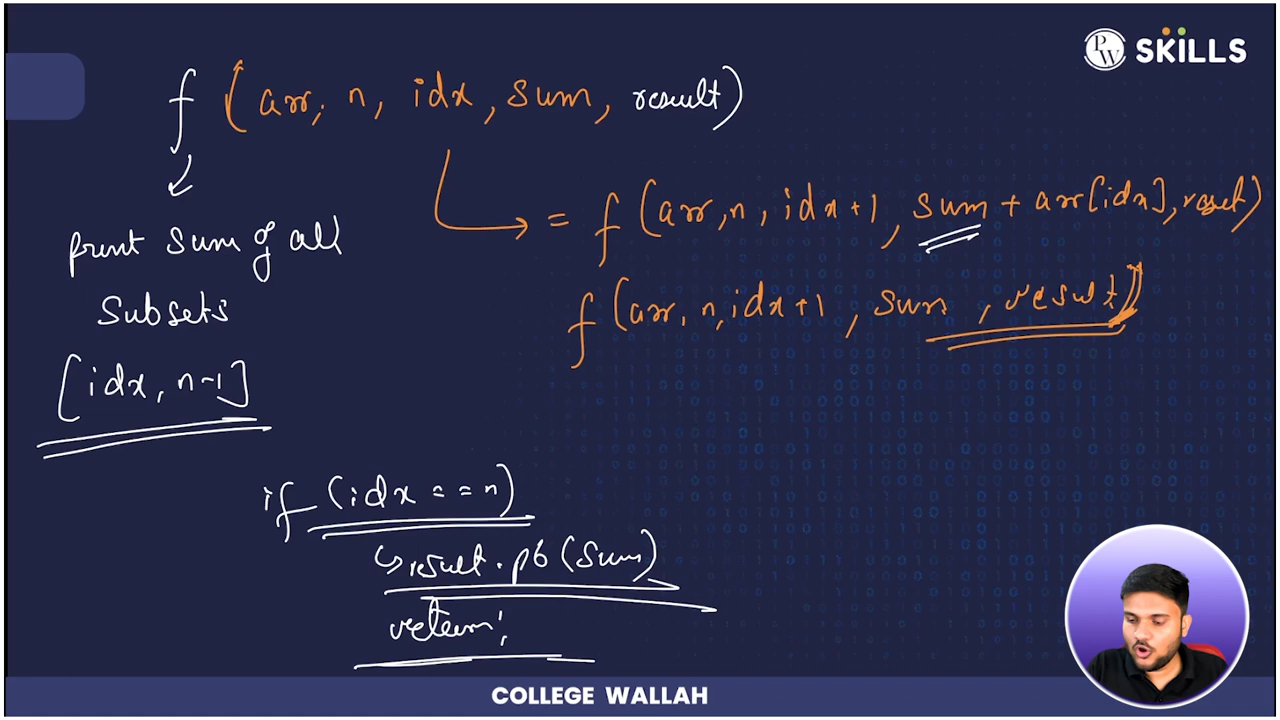 PW SKILLS
f (arr, n, idx, sum, result)
= f (arr, n, idx+1, sum + arr[idx], result)
f (arr, n, idx+1, sum, result)
print sum of all
subsets
[idx, n-1]
if (idx == n)
result.pb(sum)
return;
COLLEGE WALLAH